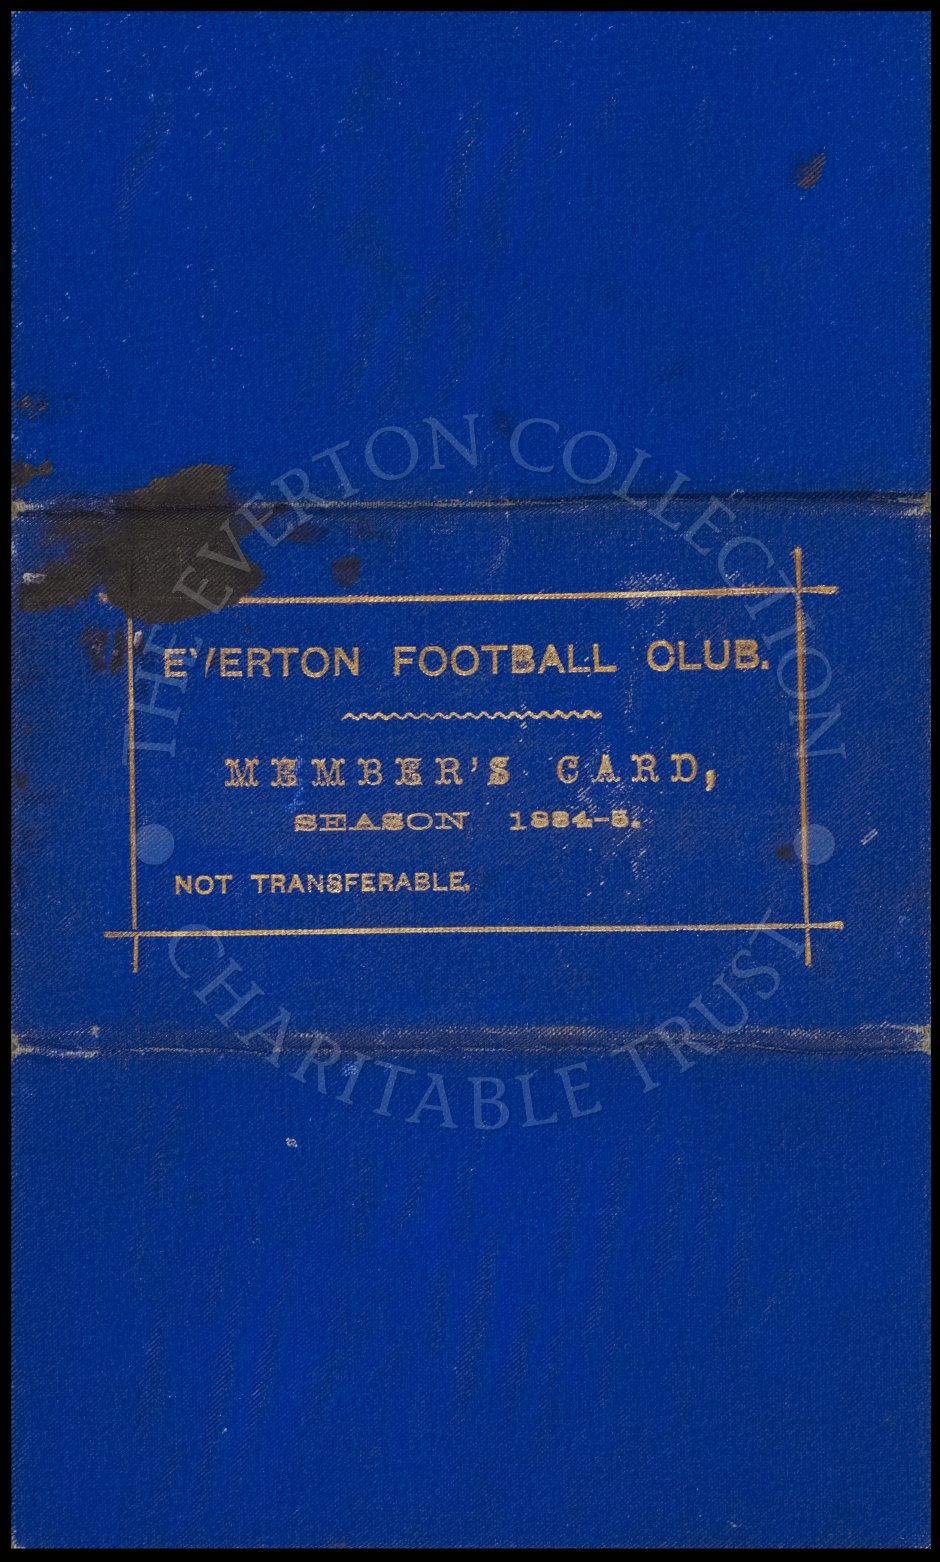 EVERTON FOOTBALL CLUB.
MEMBER'S CARD,
SEASON 1884-5.
NOT TRANSFERABLE.
THE EVERTON COLLECTION
CHARITABLE TRUST